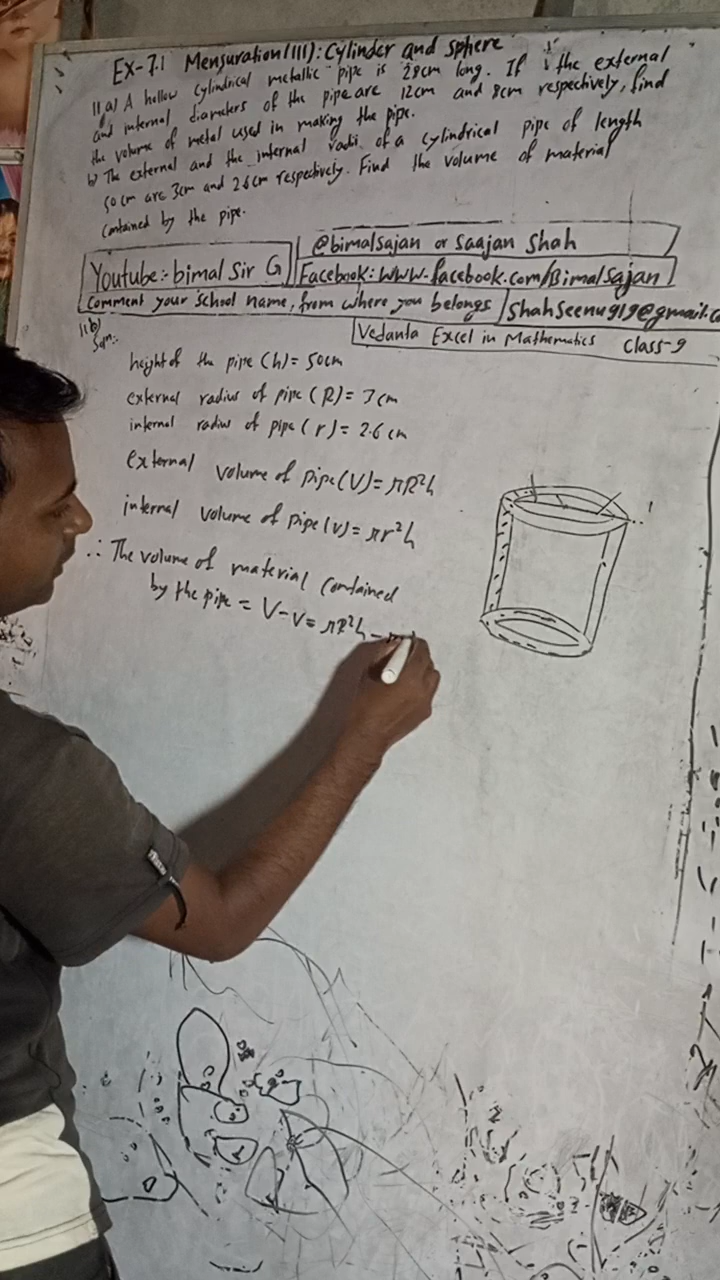 EX-7.1 Mensuration(III): Cylinder and sphere
11 a) A hollow cylindrical metallic pipe is 28cm long. If the external
and internal diameters of the pipe are 12cm and 8cm respectively, find
the volume of metal used in making the pipe.
b) The external and the internal radii of a cylindrical pipe of length
50cm are 3cm and 2.6cm respectively. Find the volume of material
contained by the pipe.
@bimalsajan or Saajan Shah
Youtube:- bimal Sir G
Facebook: www.facebook.com/Bimalsajan
Comment your school name, from where you belongs
Shahseenu919@gmail.co
Vedanta Excel in Mathematics Class-9
11b)
Soln:-
height of the pipe (h) = 50cm
external radius of pipe (R) = 3cm
internal radius of pipe (r) = 2.6cm
external volume of pipe (V) = πR²h
internal volume of pipe (v) = πr²h
∴ The volume of material contained
by the pipe = V-v = πR²h - π